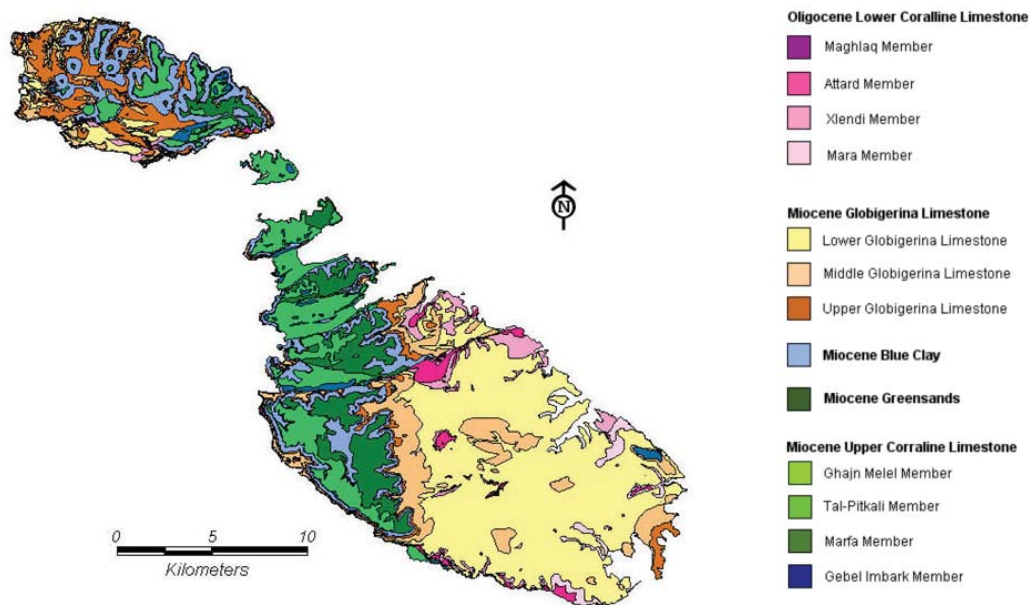 Oligocene Lower Coralline Limestone
Maghlaq Member
Attard Member
Xlendi Member
Mara Member
Miocene Globigerina Limestone
Lower Globigerina Limestone
Middle Globigerina Limestone
Upper Globigerina Limestone
Miocene Blue Clay
Miocene Greensands
Miocene Upper Corraline Limestone
Ghajn Melel Member
Tal-Pitkali Member
Marfa Member
Gebel Imbark Member
N
0 5 10
Kilometers